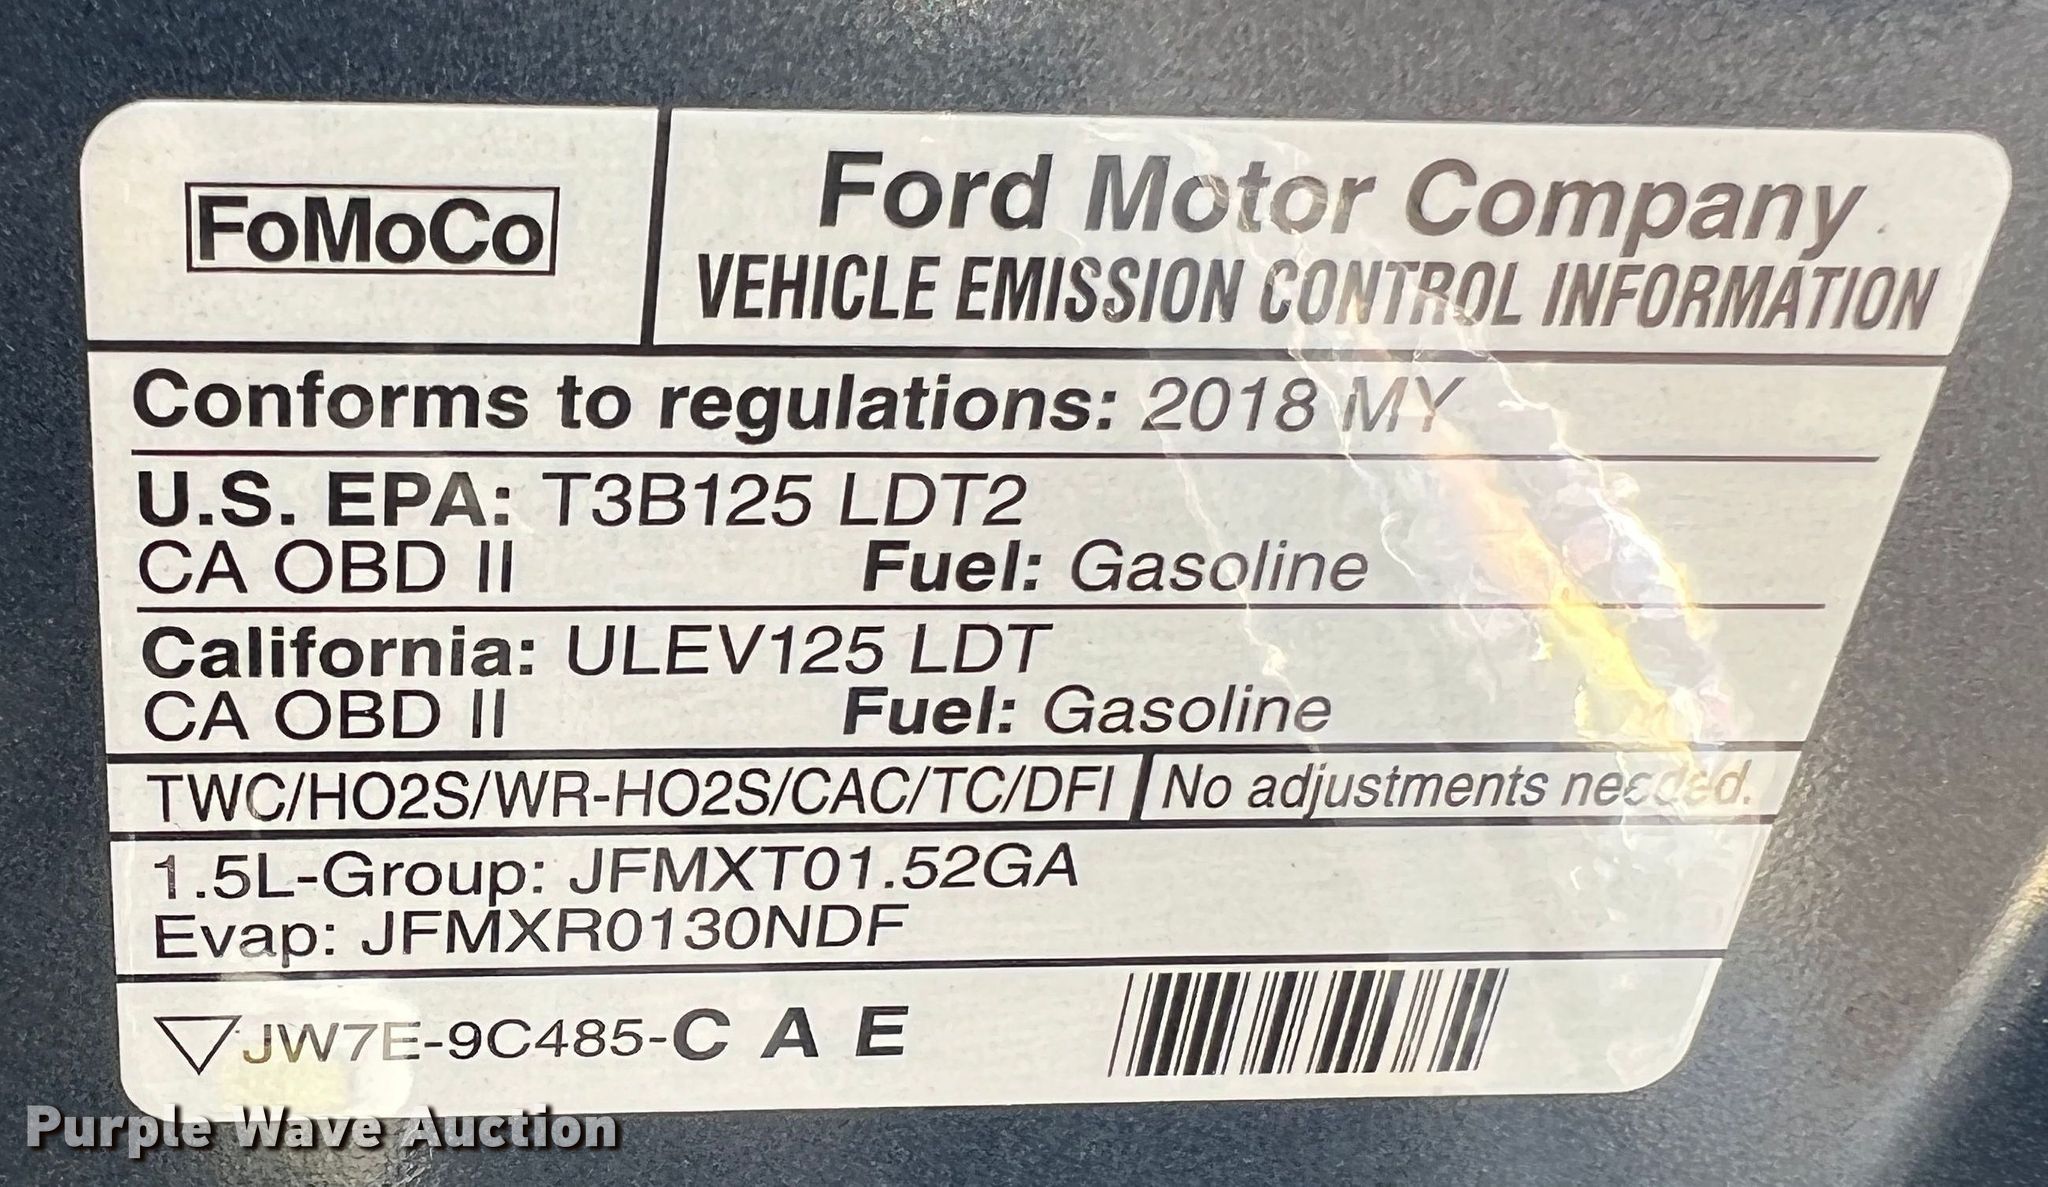 FoMoCo
Ford Motor Company
VEHICLE EMISSION CONTROL INFORMATION
Conforms to regulations: 2018 MY
U.S. EPA: T3B125 LDT2
CA OBD II Fuel: Gasoline
California: ULEV125 LDT
CA OBD II Fuel: Gasoline
TWC/HO2S/WR-HO2S/CAC/TC/DFI No adjustments needed.
1.5L-Group: JFMXT01.52GA
Evap: JFMXR0130NDF
JW7E-9C485-C A E
Purple Wave Auction